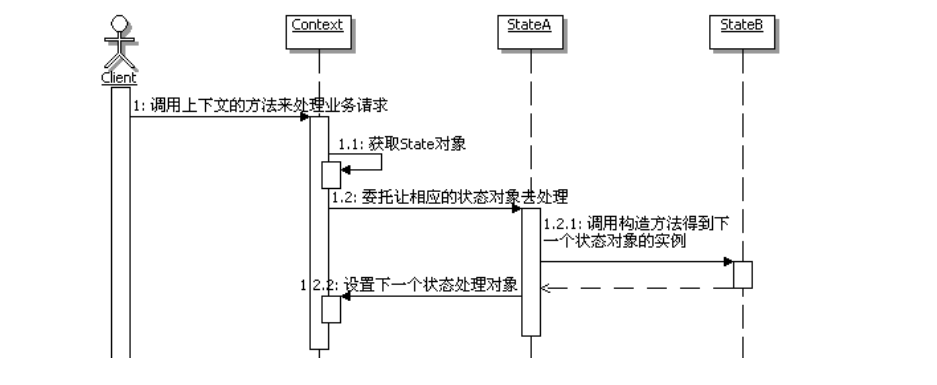 Context
StateA
StateB
Client
1: 调用上下文的方法来处理业务请求
1.1: 获取State对象
1.2: 委托让相应的状态对象去处理
1.2.1: 调用构造方法得到下
一个状态对象的实例
1 2.2: 设置下一个状态处理对象